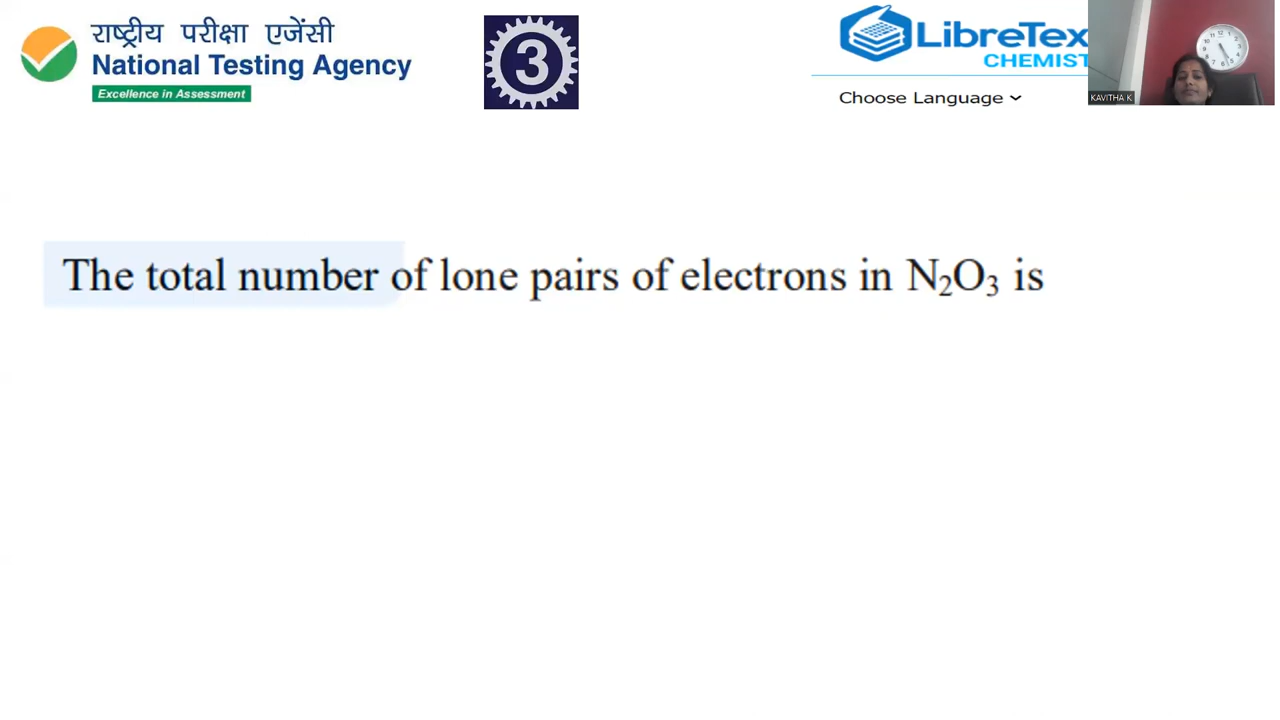 राष्ट्रीय परीक्षा एजेंसी
National Testing Agency
Excellence in Assessment
3
LibreTex
CHEMIST
Choose Language
KAVITHA K
The total number of lone pairs of electrons in N₂O₃ is